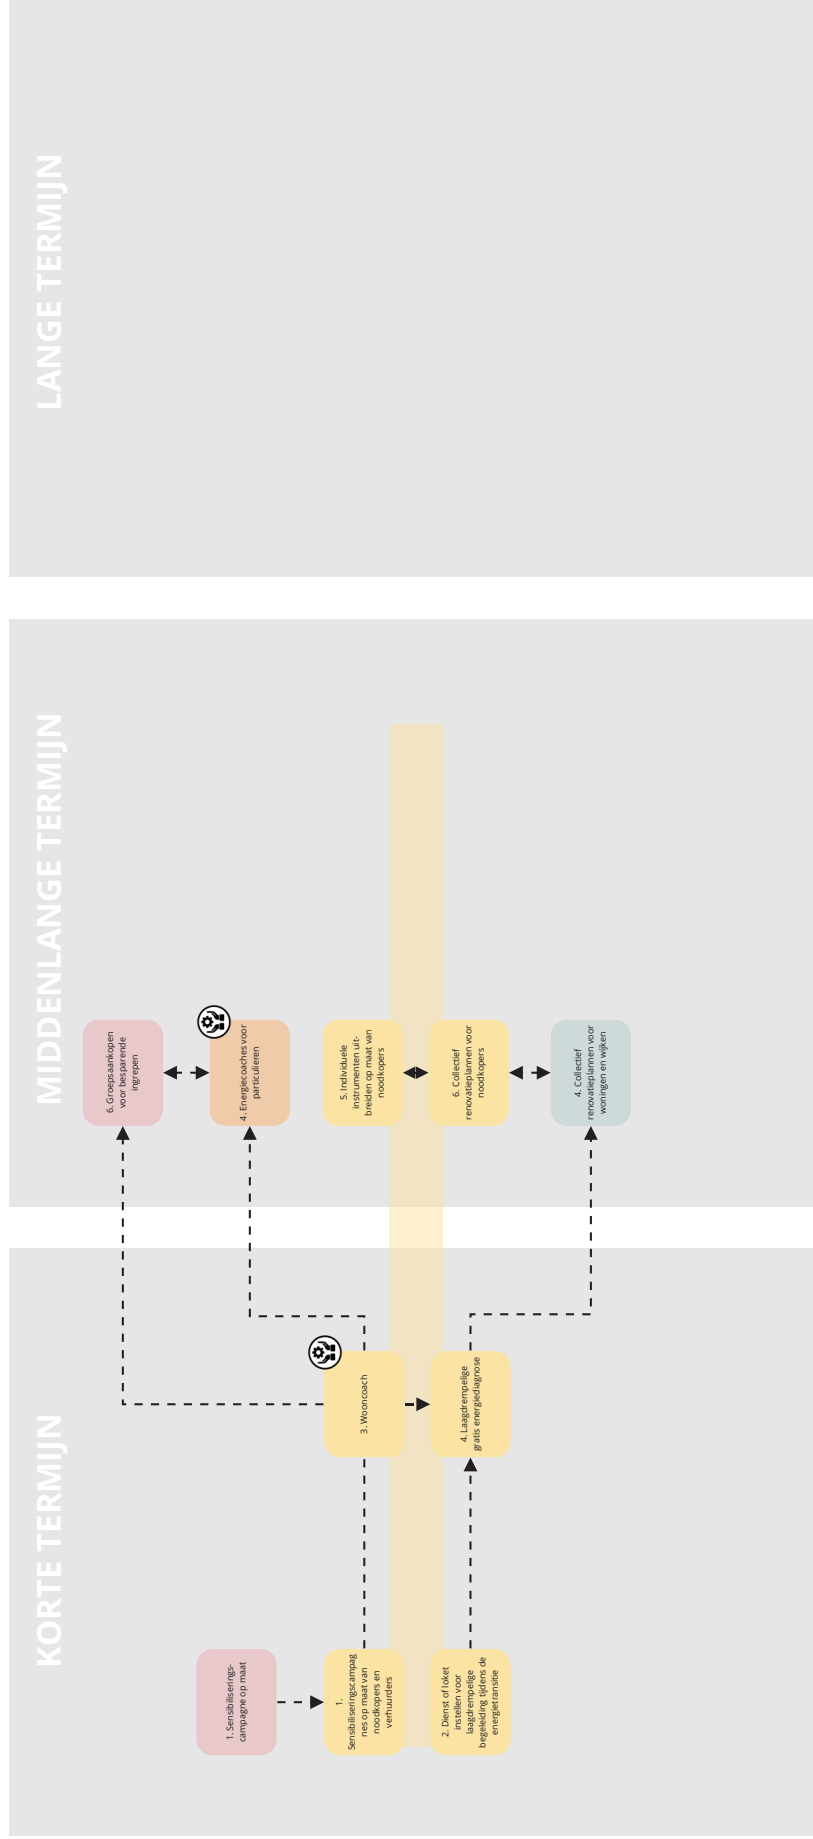 KORTE TERMIJN
1. Sensibiliserings-
campagne op maat
1.
Sensibiliseringscampag
nes op maat van
noodkopers en
verhuurders
2. Dienst of loket
instellen voor
laagdrempelige
begeleiding tijdens de
energietransitie
3. Wooncoach
4. Laagdrempelige
gratis energiediagnose
MIDDENLANGE TERMIJN
6. Groepsaankopen
voor besparende
ingrepen
4. Energiecoaches voor
particulieren
5. Individuele
instrumenten uit-
breiden op maat van
noodkopers
6. Collectief
renovatieplannen voor
noodkopers
4. Collectief
renovatieplannen voor
woningen en wijken
LANGE TERMIJN